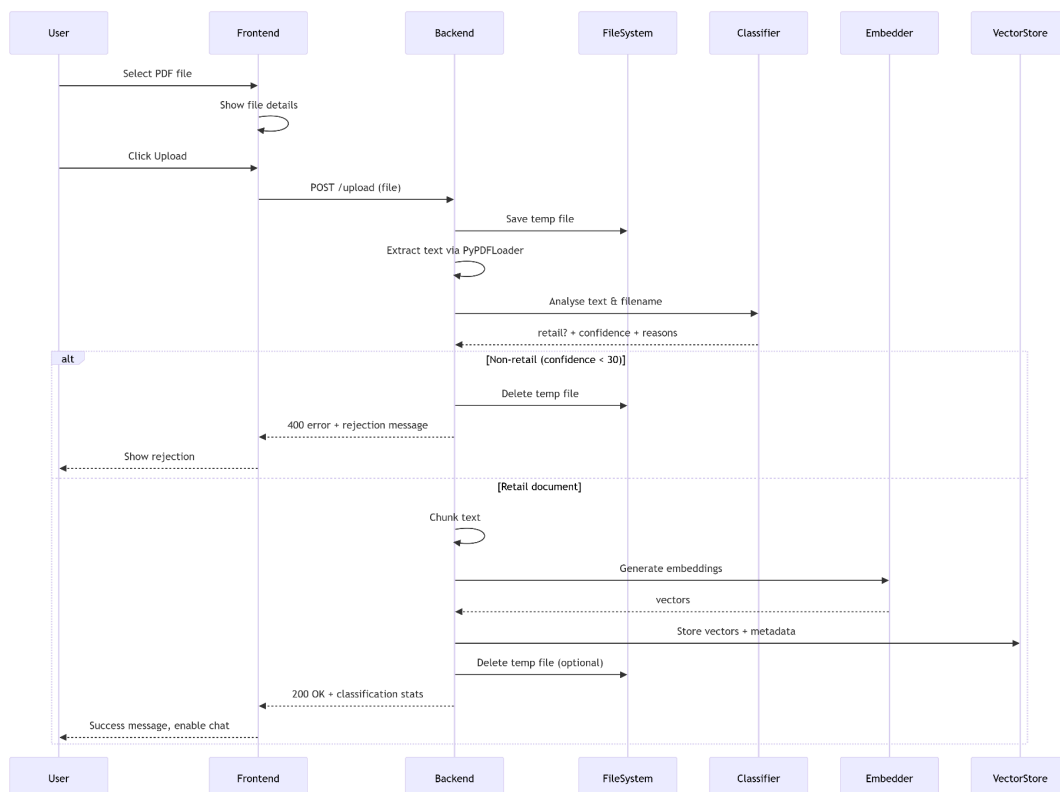 User Frontend Backend FileSystem Classifier Embedder VectorStore
Select PDF file
Show file details
Click Upload
POST /upload (file)
Save temp file
Extract text via PyPDFLoader
Analyse text & filename
retail? + confidence + reasons
alt [Non-retail (confidence < 30)]
Delete temp file
400 error + rejection message
Show rejection
[Retail document]
Chunk text
Generate embeddings
vectors
Store vectors + metadata
Delete temp file (optional)
200 OK + classification stats
Success message, enable chat
User Frontend Backend FileSystem Classifier Embedder VectorStore